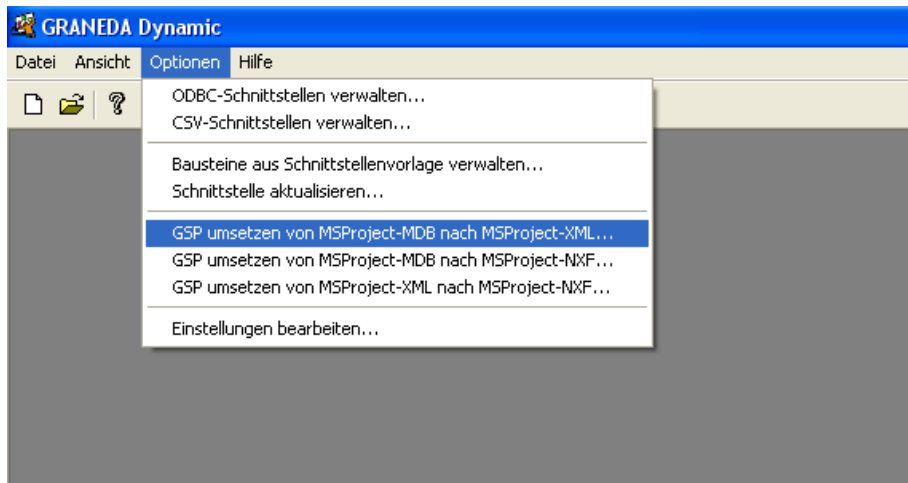 GRANEDA Dynamic
Datei Ansicht Optionen Hilfe
ODBC-Schnittstellen verwalten...
CSV-Schnittstellen verwalten...
Bausteine aus Schnittstellenvorlage verwalten...
Schnittstelle aktualisieren...
GSP umsetzen von MSProject-MDB nach MSProject-XML...
GSP umsetzen von MSProject-MDB nach MSProject-NXF...
GSP umsetzen von MSProject-XML nach MSProject-NXF...
Einstellungen bearbeiten...